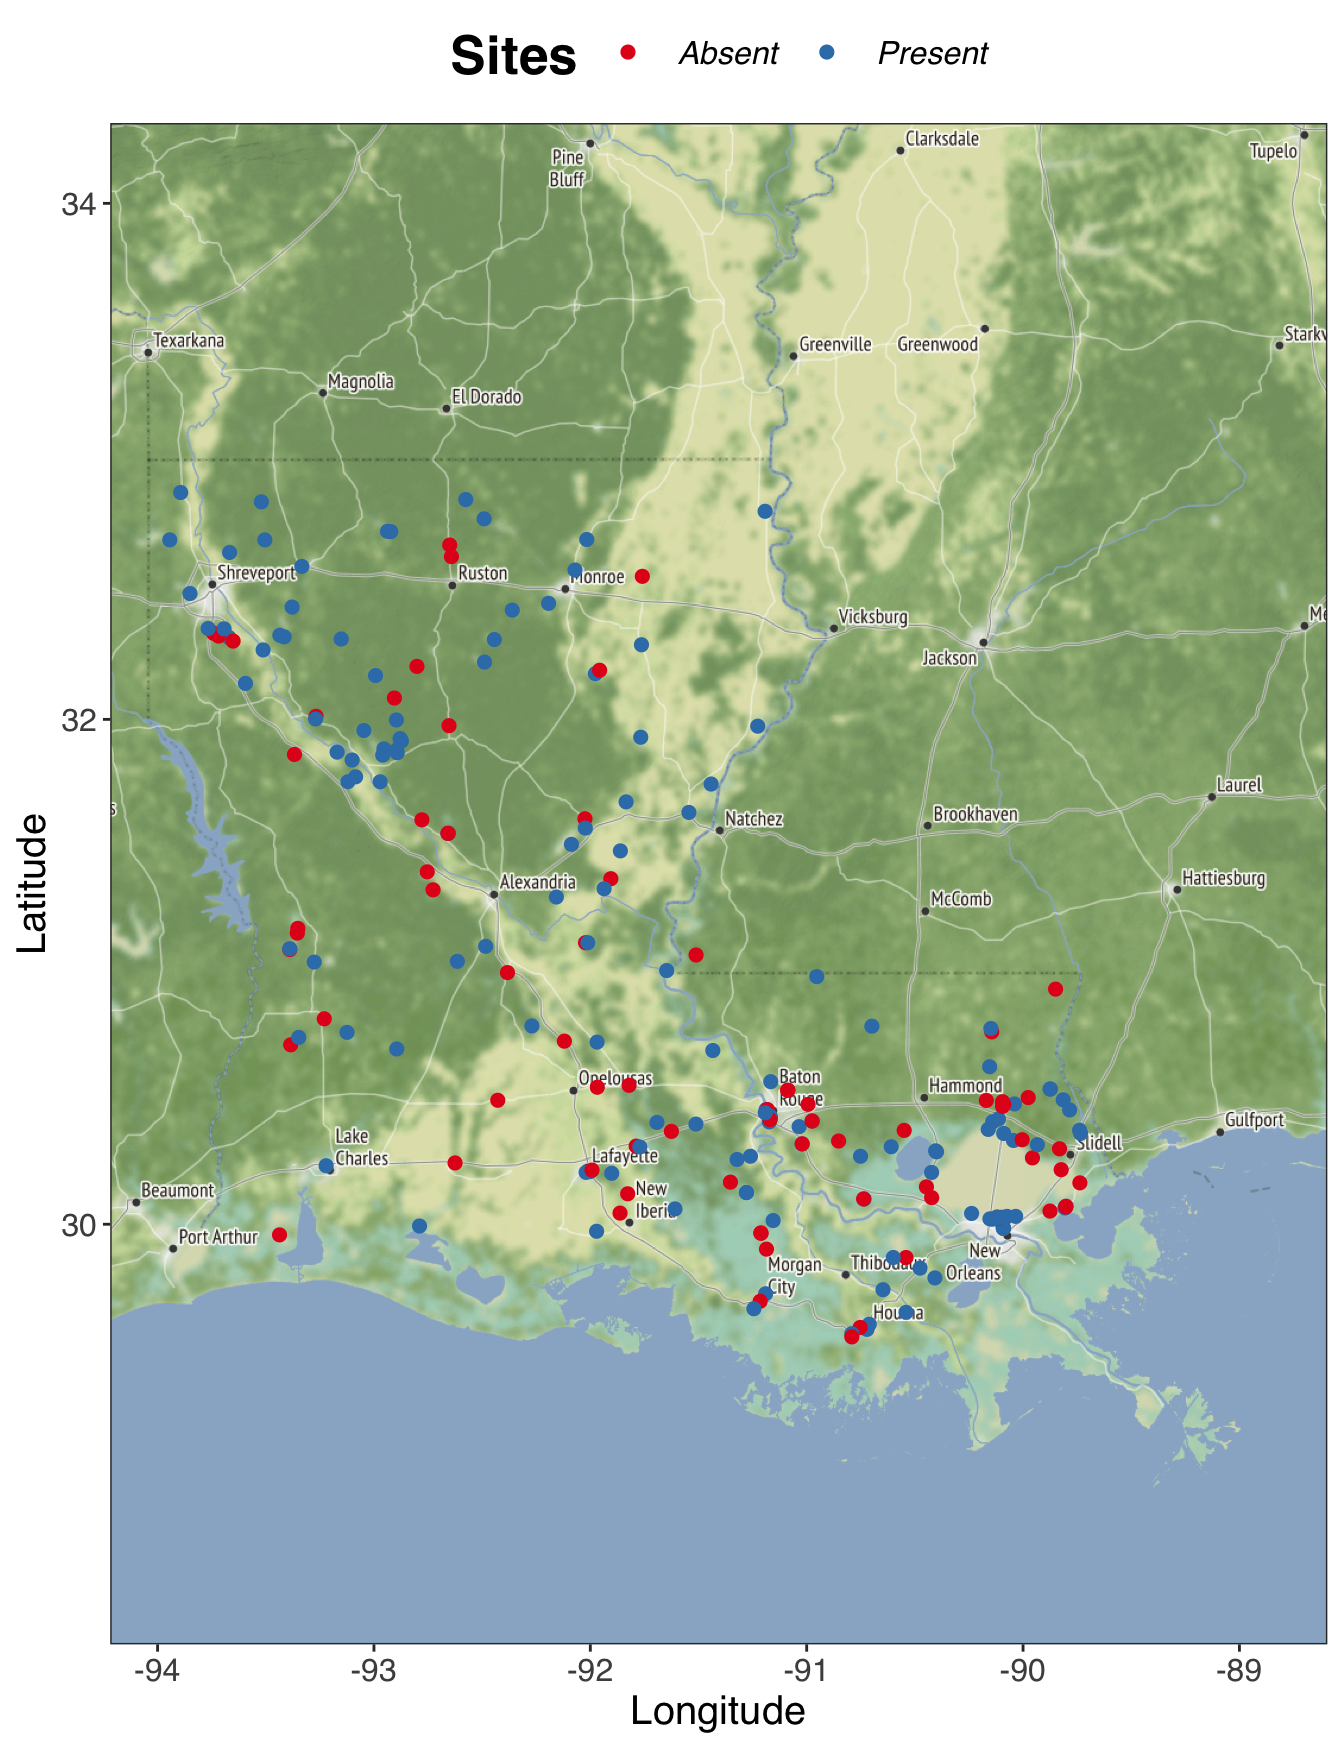 Sites Absent Present
Clarksdale
Tupelo
Pine
Bluff
34
Texarkana
Greenville
Greenwood
Starkv
Magnolia
El Dorado
Shreveport
Ruston
Monroe
Vicksburg
Me
Jackson
32
Laurel
s
Natchez
Brookhaven
Alexandria
Hattiesburg
McComb
Latitude
Opelousas
Baton
Rouge
Hammond
Gulfport
Lake
Charles
Slidell
Lafayette
Beaumont
New
Iberia
30
Port Arthur
New
Orleans
Morgan
City
Thibodaux
Houma
-94 -93 -92 -91 -90 -89
Longitude